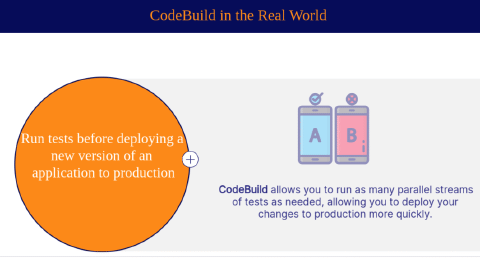 CodeBuild in the Real World
Run tests before deploying a
new version of an
application to production
A B
CodeBuild allows you to run as many parallel streams
of tests as needed, allowing you to deploy your
changes to production more quickly.